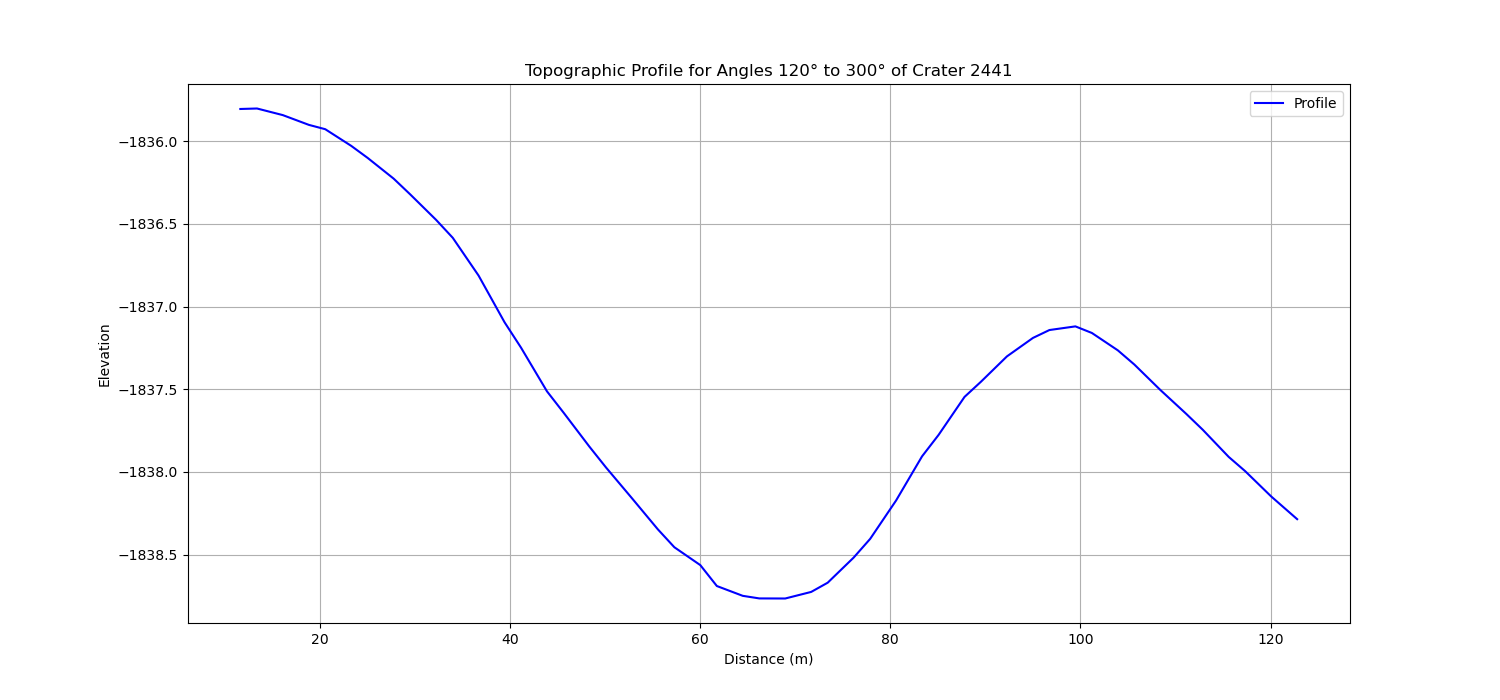 Topographic Profile for Angles 120° to 300° of Crater 2441
Profile
Elevation
−1836.0
−1836.5
−1837.0
−1837.5
−1838.0
−1838.5
20 40 60 80 100 120
Distance (m)